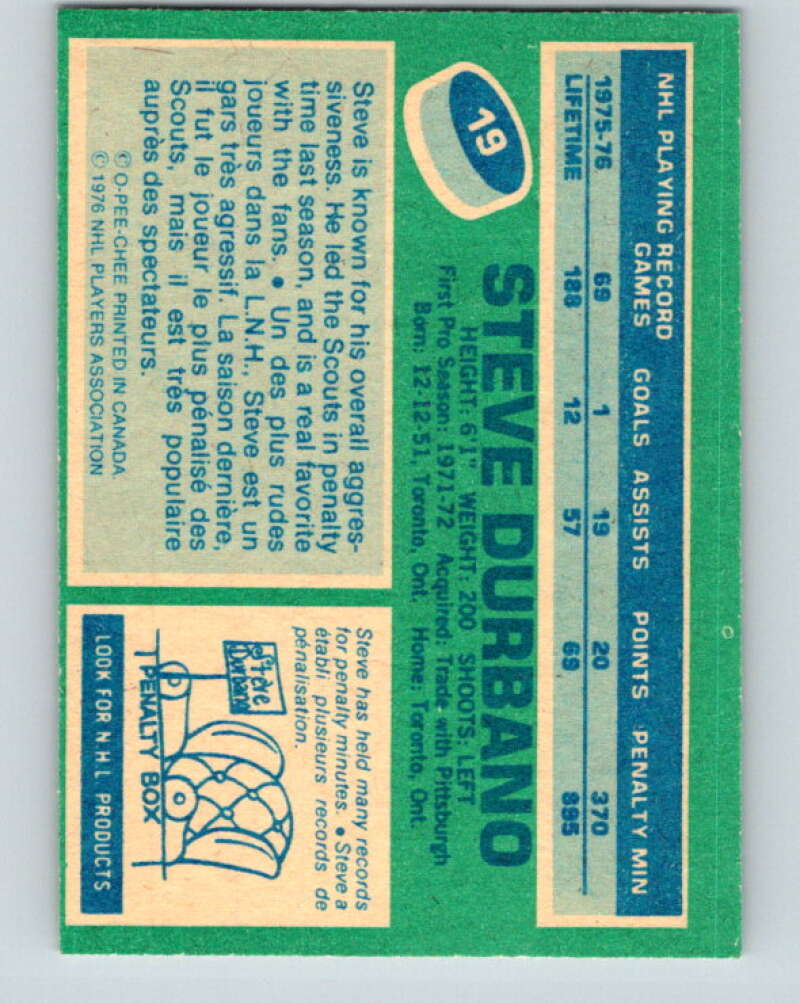 NHL PLAYING RECORD
GAMES GOALS ASSISTS POINTS PENALTY MIN
1975-76 69 1 19 20 370
LIFETIME 188 12 57 69 895
19
STEVE DURBANO
HEIGHT: 6'1" WEIGHT: 200 SHOOTS: LEFT
First Pro Season: 1971-72 Acquired: Trade with Pittsburgh
Born: 12-12-51, Toronto, Ont. Home: Toronto, Ont.
Steve is known for his overall aggres-
siveness. He led the Scouts in penalty
time last season, and is a real favorite
with the fans. • Un des plus rudes
joueurs dans la L.N.H., Steve est un
gars très agressif. La saison dernière,
il fut le joueur le plus pénalisé des
Scouts, mais il est très populaire
auprès des spectateurs.
© O-PEE-CHEE PRINTED IN CANADA
© 1976 NHL PLAYERS ASSOCIATION
Steve has held many records
for penalty minutes. • Steve a
établi plusieurs records de
pénalisation.
Steve
Durbano
PENALTY BOX
LOOK FOR N.H.L PRODUCTS